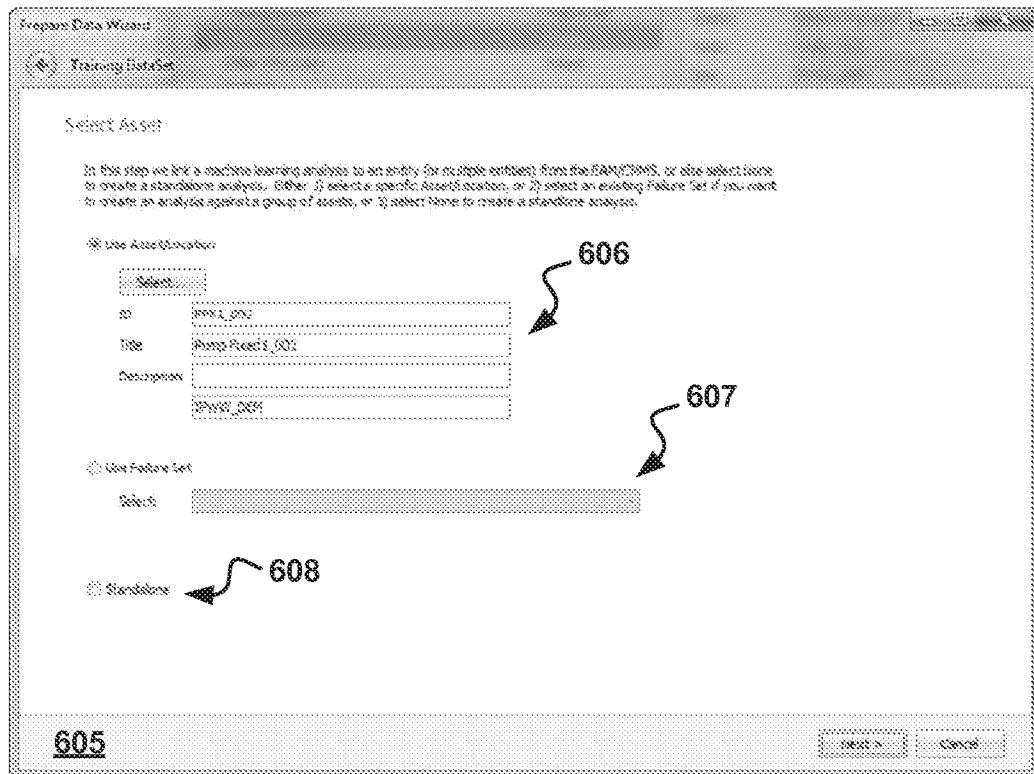 Prepare Data Wizard
Training DataSet
Select Asset
In this step we link a machine learning analysis to an entity (or multiple entities) from the EAM/CMMS, or else select None
to create a standalone analysis. Either 1) select a specific Asset/Location, or 2) select an existing Failure Set if you want
to create an analysis against a group of assets, or 3) select None to create a standlone analysis.
Use Asset/Location
606
Select...
ID
Title Pump Fixed 1_002
Description
607
Use Failure Set
Select:
Standalone
608
605
Next > Cancel